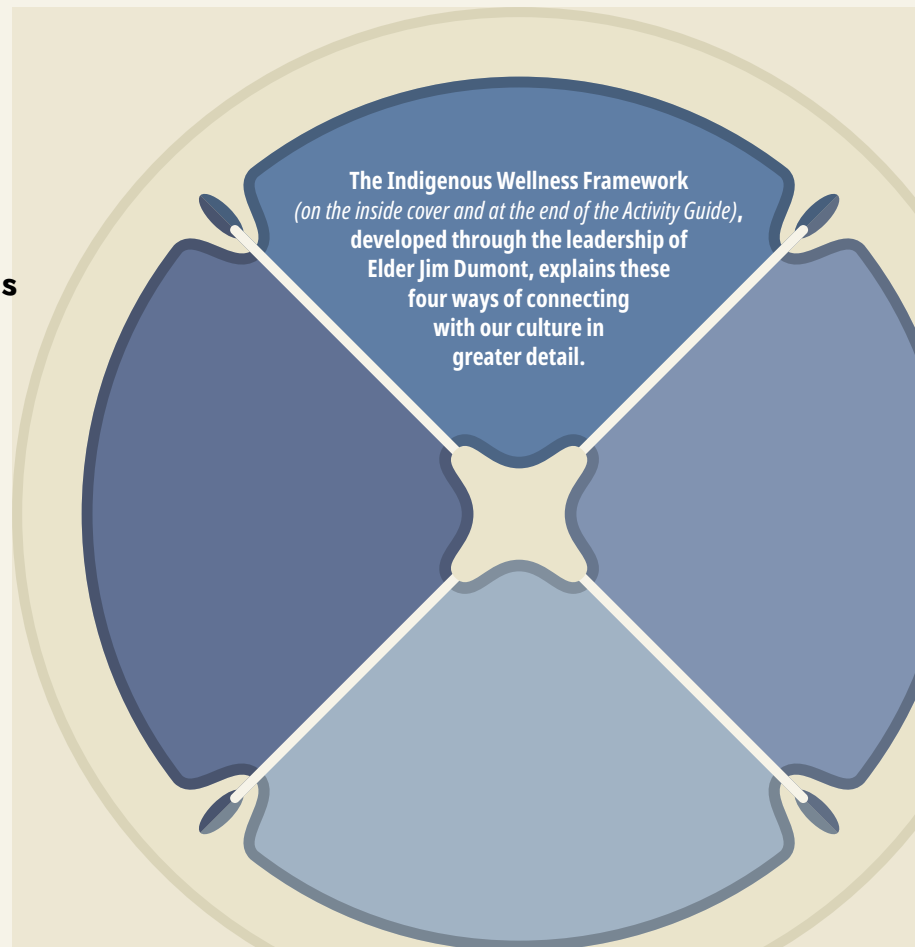 The Indigenous Wellness Framework
(on the inside cover and at the end of the Activity Guide),
developed through the leadership of
Elder Jim Dumont, explains these
four ways of connecting
with our culture in
greater detail.
s